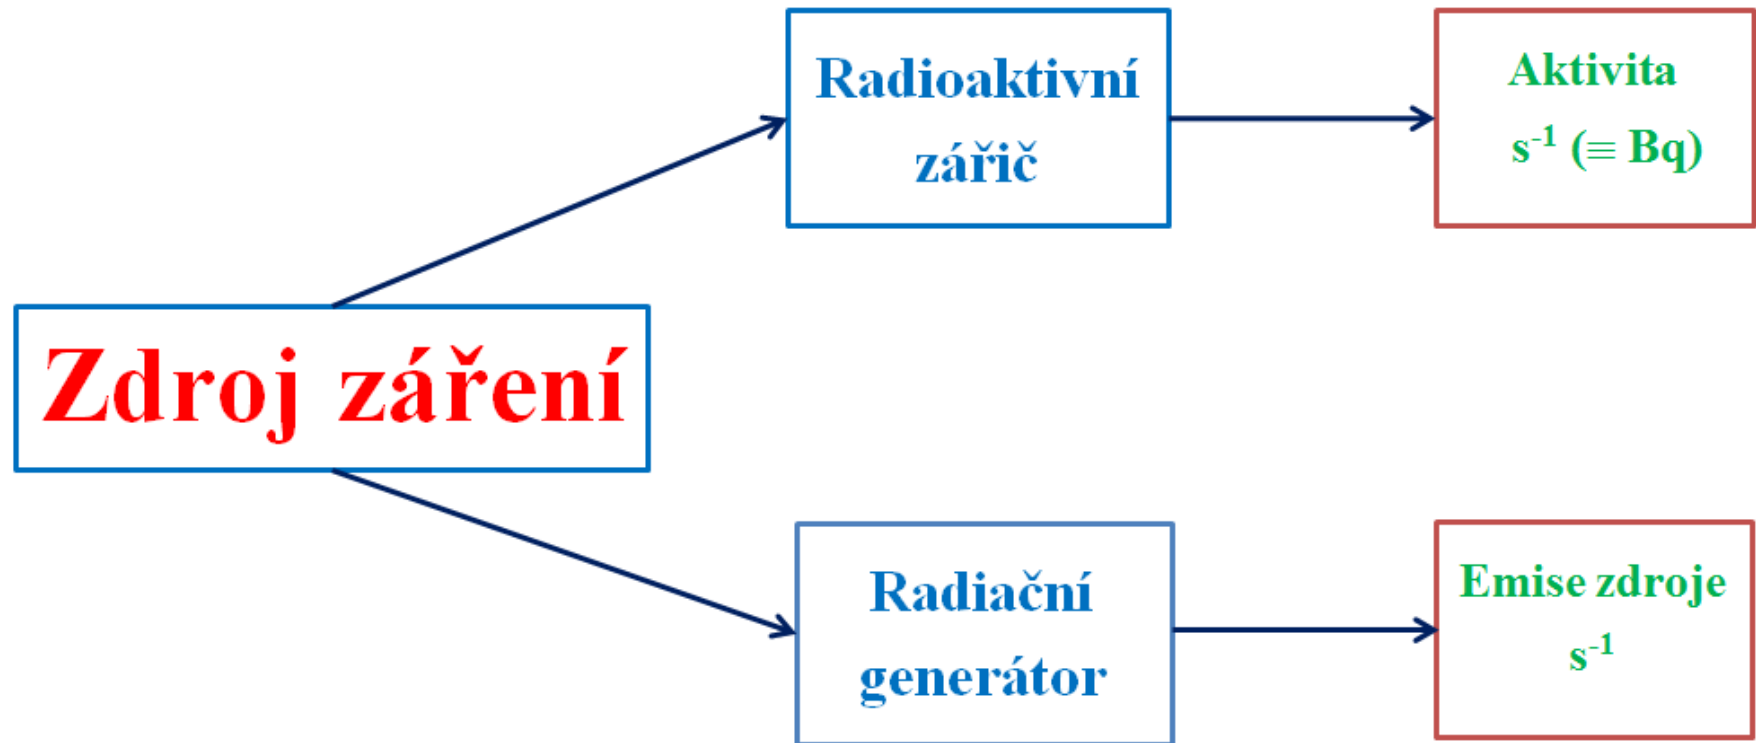 Zdroj záření
Radioaktivní
zářič
Aktivita
s⁻¹ (≡ Bq)
Radiační
generátor
Emise zdroje
s⁻¹